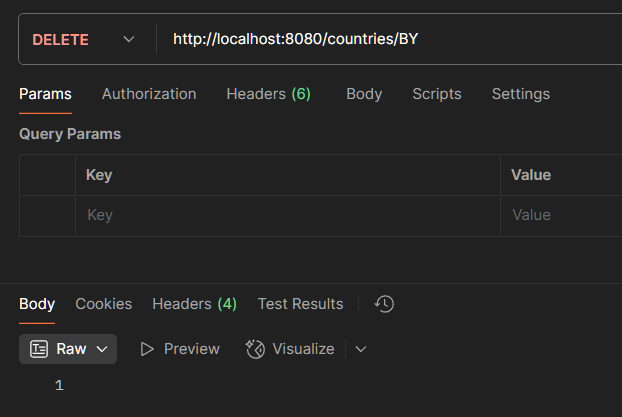 DELETE http://localhost:8080/countries/BY
Params Authorization Headers (6) Body Scripts Settings
Query Params
Key Value
Key Value
Body Cookies Headers (4) Test Results
Raw Preview Visualize
1